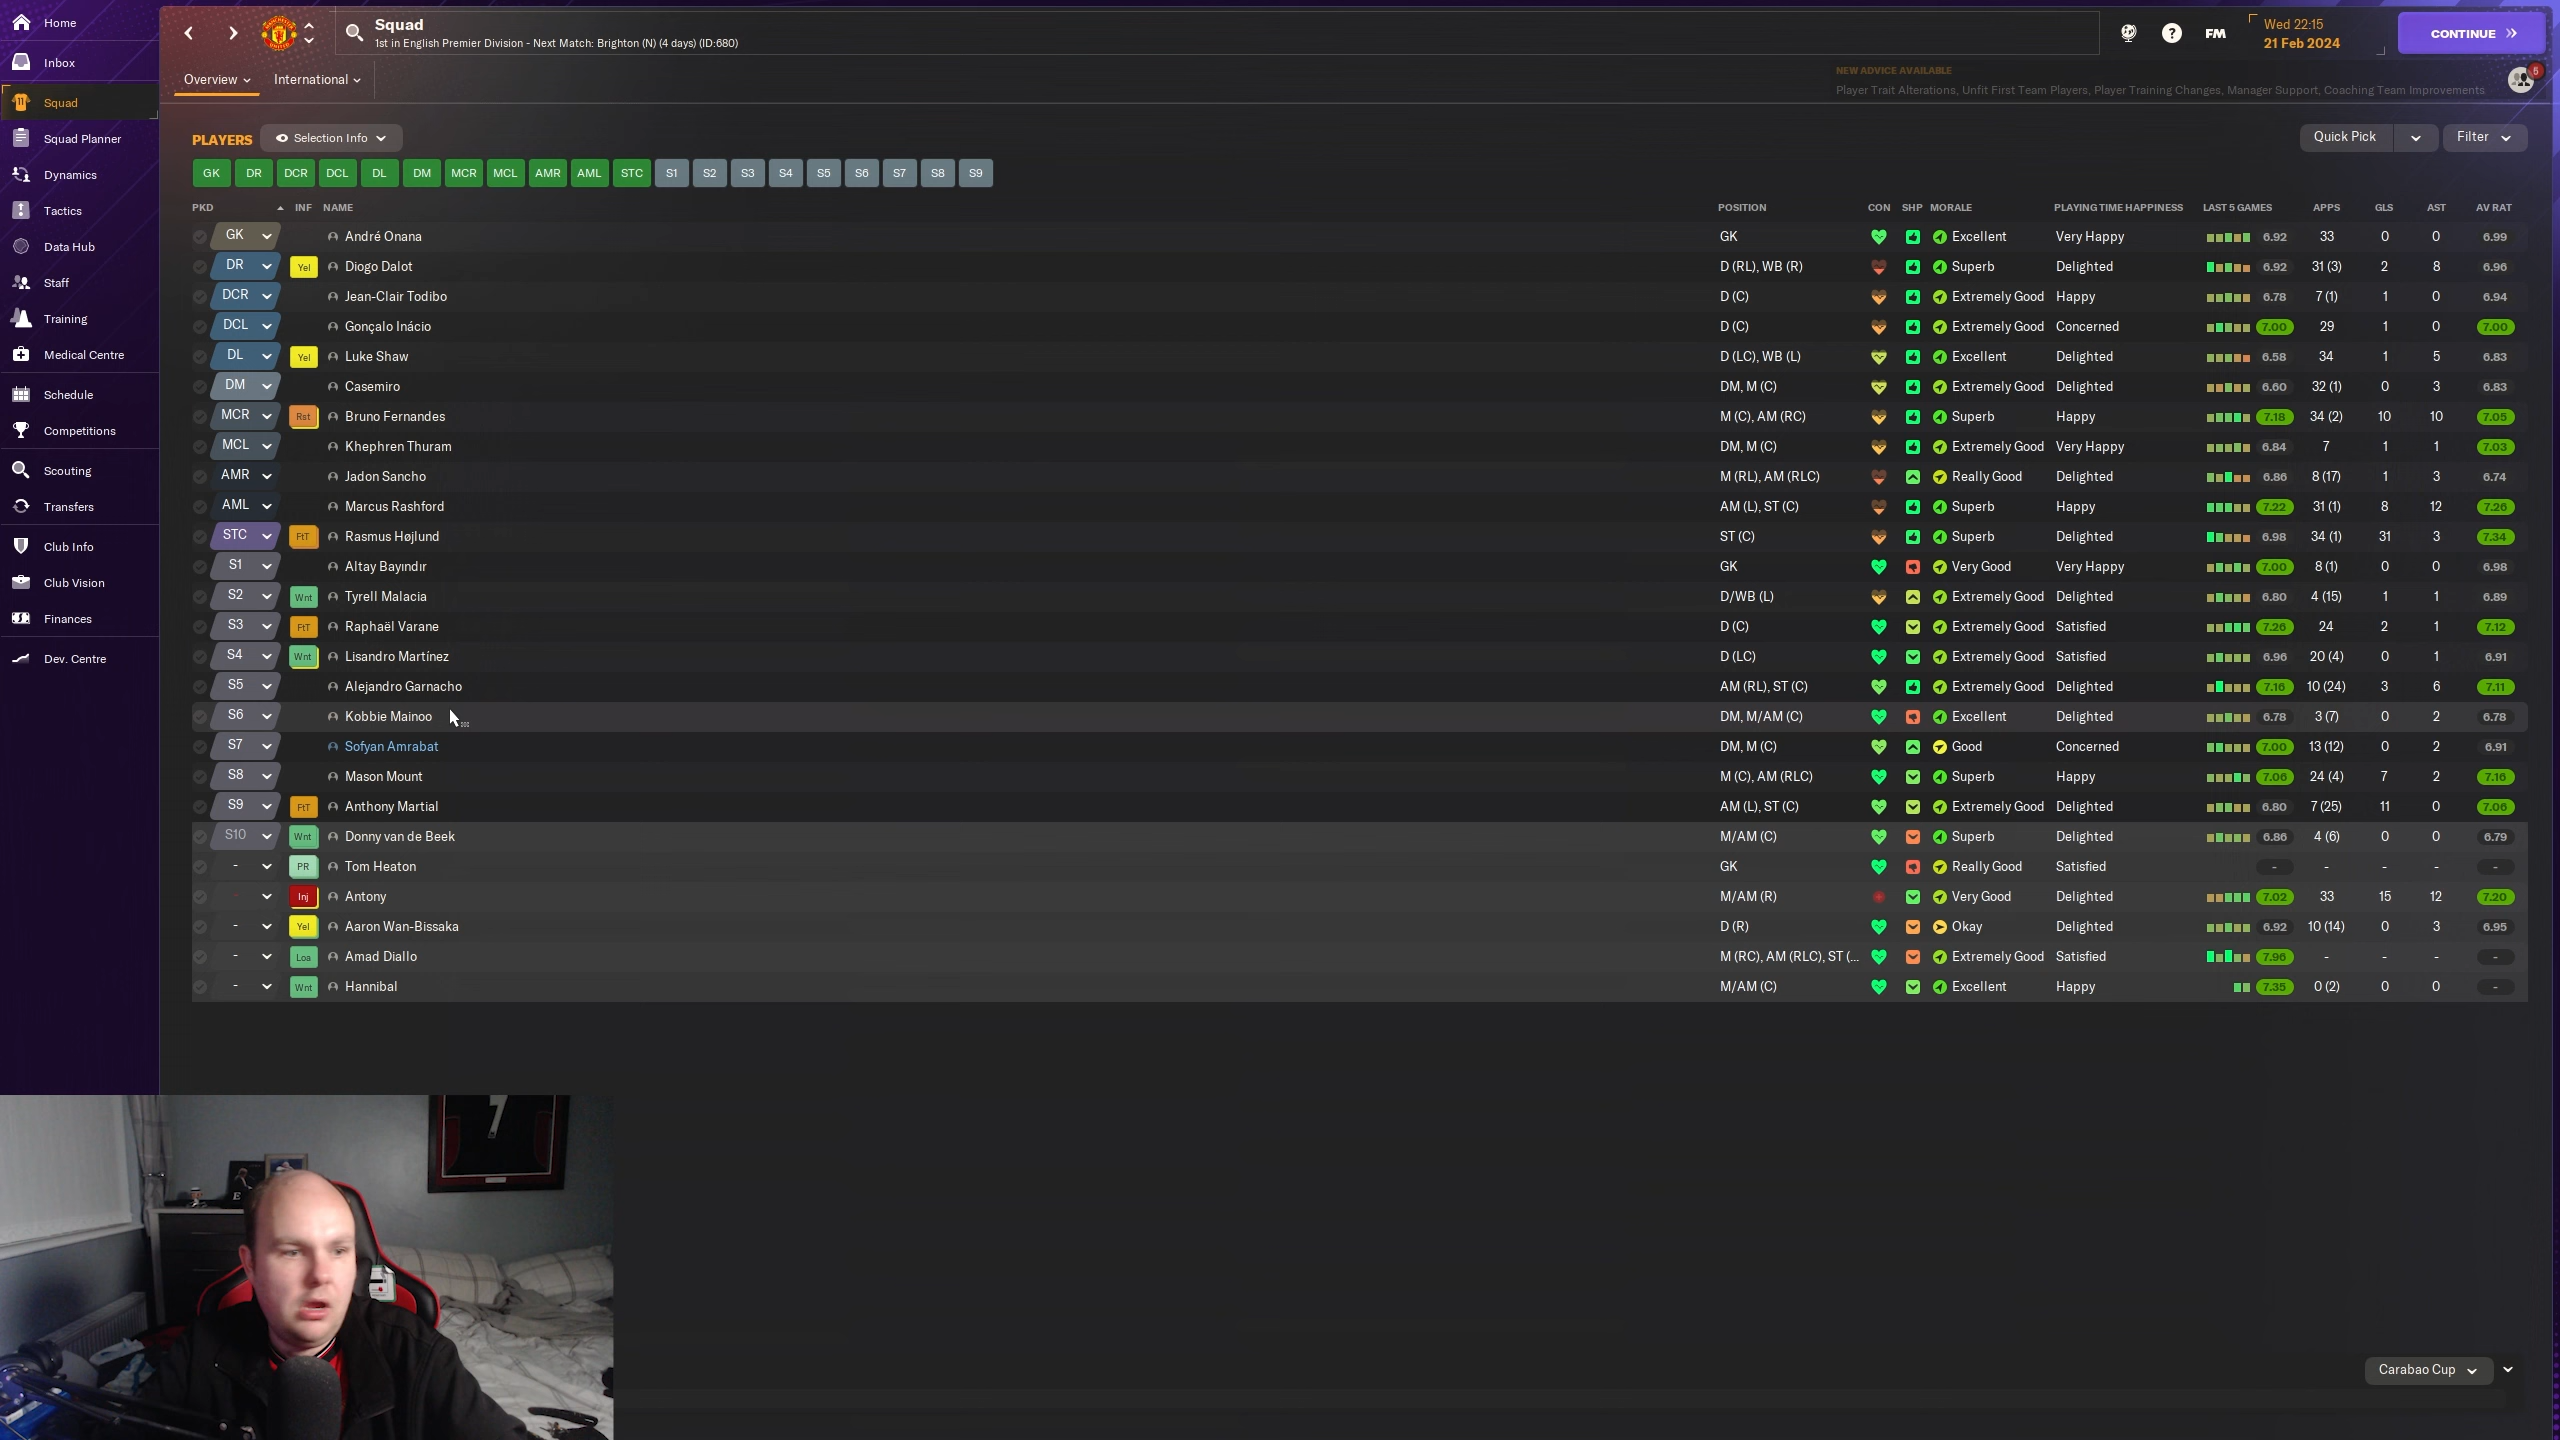 Home
Inbox
Squad
Squad Planner
Dynamics
Tactics
Data Hub
Staff
Training
Medical Centre
Schedule
Competitions
Scouting
Transfers
Club Info
Club Vision
Finances
Dev. Centre
Squad
1st in English Premier Division - Next Match: Brighton (N) (4 days) (ID:680)
FM
Wed 22:15
21 Feb 2024
CONTINUE
Overview International
NEW ADVICE AVAILABLE
Player Trait Alterations, Unfit First Team Players, Player Training Changes, Manager Support, Coaching Team Improvements
5
PLAYERS Selection Info Quick Pick Filter
GK DR DCR DCL DL DM MCR MCL AMR AML STC S1 S2 S3 S4 S5 S6 S7 S8 S9
PKD INF NAME POSITION CON SHP MORALE PLAYING TIME HAPPINESS LAST 5 GAMES APPS GLS AST AV RAT
GK André Onana GK Excellent Very Happy 6.92 33 0 0 6.99
DR Yel Diogo Dalot D (RL), WB (R) Superb Delighted 6.92 31 (3) 2 8 6.96
DCR Jean-Clair Todibo D (C) Extremely Good Happy 6.78 7 (1) 1 0 6.94
DCL Gonçalo Inácio D (C) Extremely Good Concerned 7.00 29 1 0 7.00
DL Yel Luke Shaw D (LC), WB (L) Excellent Delighted 6.58 34 1 5 6.83
DM Casemiro DM, M (C) Extremely Good Delighted 6.60 32 (1) 0 3 6.83
MCR Rst Bruno Fernandes M (C), AM (RC) Superb Happy 7.18 34 (2) 10 10 7.05
MCL Khephren Thuram DM, M (C) Extremely Good Very Happy 6.84 7 1 1 7.03
AMR Jadon Sancho M (RL), AM (RLC) Really Good Delighted 6.86 8 (17) 1 3 6.74
AML Marcus Rashford AM (L), ST (C) Superb Happy 7.22 31 (1) 8 12 7.26
STC FtT Rasmus Højlund ST (C) Superb Delighted 6.98 34 (1) 31 3 7.34
S1 Altay Bayındır GK Very Good Very Happy 7.00 8 (1) 0 0 6.98
S2 Wnt Tyrell Malacia D/WB (L) Extremely Good Delighted 6.80 4 (15) 1 1 6.89
S3 FtT Raphaël Varane D (C) Extremely Good Satisfied 7.26 24 2 1 7.12
S4 Wnt Lisandro Martínez D (LC) Extremely Good Satisfied 6.96 20 (4) 0 1 6.91
S5 Alejandro Garnacho AM (RL), ST (C) Extremely Good Delighted 7.16 10 (24) 3 6 7.11
S6 Kobbie Mainoo DM, M/AM (C) Excellent Delighted 6.78 3 (7) 0 2 6.78
S7 Sofyan Amrabat DM, M (C) Good Concerned 7.00 13 (12) 0 2 6.91
S8 Mason Mount M (C), AM (RLC) Superb Happy 7.06 24 (4) 7 2 7.16
S9 FtT Anthony Martial AM (L), ST (C) Extremely Good Delighted 6.80 7 (25) 11 0 7.06
S10 Wnt Donny van de Beek M/AM (C) Superb Delighted 6.86 4 (6) 0 0 6.79
- PR Tom Heaton GK Really Good Satisfied - - - - -
- Inj Antony M/AM (R) Very Good Delighted 7.02 33 15 12 7.20
- Yel Aaron Wan-Bissaka D (R) Okay Delighted 6.92 10 (14) 0 3 6.95
- Loa Amad Diallo M (RC), AM (RLC), ST (... Extremely Good Satisfied 7.96 - - - -
- Wnt Hannibal M/AM (C) Excellent Happy 7.35 0 (2) 0 0 -
7
E
Carabao Cup